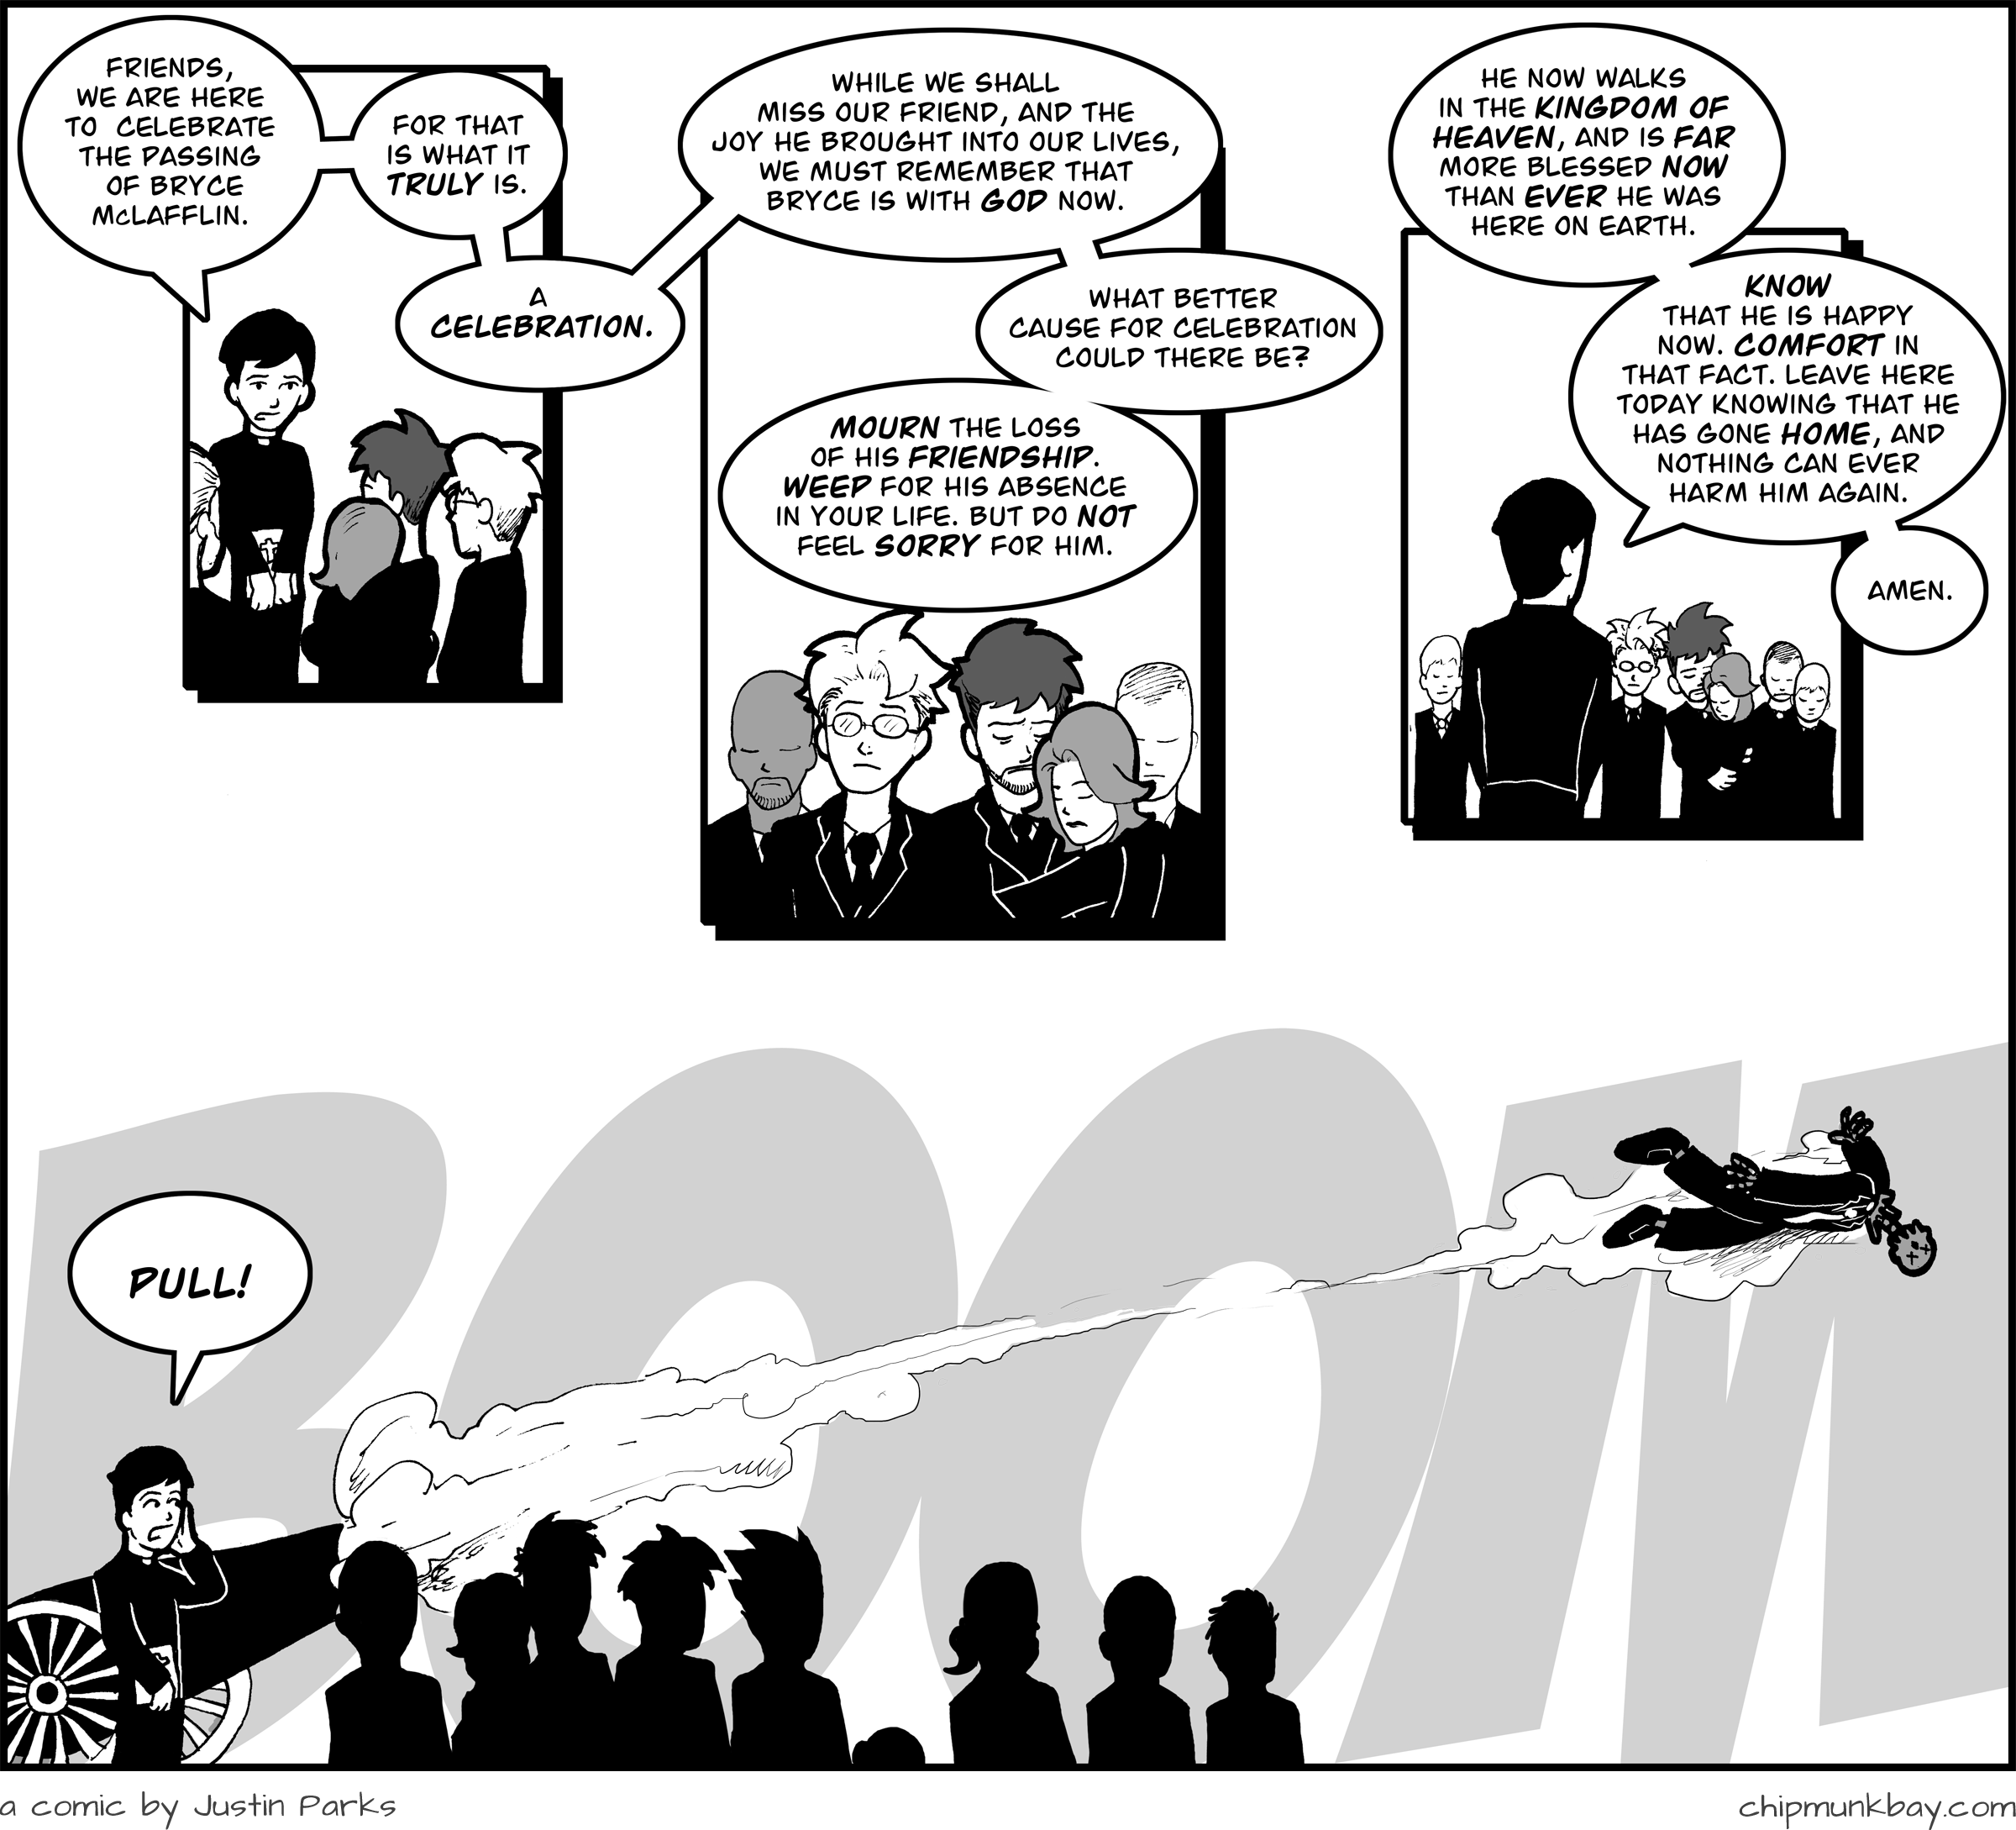 FRIENDS,
WE ARE HERE
TO CELEBRATE
THE PASSING
OF BRYCE
McLAFFLIN.
FOR THAT
IS WHAT IT
TRULY IS.
A
CELEBRATION.
WHILE WE SHALL
MISS OUR FRIEND, AND THE
JOY HE BROUGHT INTO OUR LIVES,
WE MUST REMEMBER THAT
BRYCE IS WITH GOD NOW.
WHAT BETTER
CAUSE FOR CELEBRATION
COULD THERE BE?
MOURN THE LOSS
OF HIS FRIENDSHIP.
WEEP FOR HIS ABSENCE
IN YOUR LIFE. BUT DO NOT
FEEL SORRY FOR HIM.
HE NOW WALKS
IN THE KINGDOM OF
HEAVEN, AND IS FAR
MORE BLESSED NOW
THAN EVER HE WAS
HERE ON EARTH.
KNOW
THAT HE IS HAPPY
NOW. COMFORT IN
THAT FACT. LEAVE HERE
TODAY KNOWING THAT HE
HAS GONE HOME, AND
NOTHING CAN EVER
HARM HIM AGAIN.
AMEN.
BOOM
PULL!
a comic by Justin Parks
chipmunkbay.com